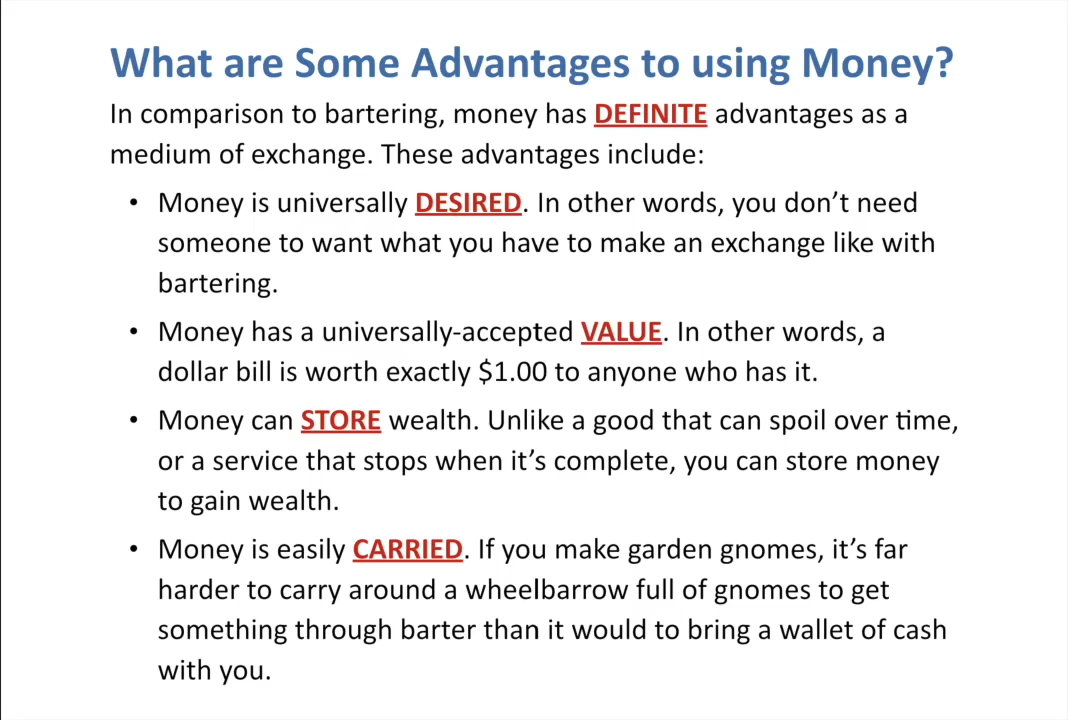 What are Some Advantages to using Money?
In comparison to bartering, money has DEFINITE advantages as a
medium of exchange. These advantages include:
• Money is universally DESIRED. In other words, you don’t need
someone to want what you have to make an exchange like with
bartering.
• Money has a universally-accepted VALUE. In other words, a
dollar bill is worth exactly $1.00 to anyone who has it.
• Money can STORE wealth. Unlike a good that can spoil over time,
or a service that stops when it’s complete, you can store money
to gain wealth.
• Money is easily CARRIED. If you make garden gnomes, it’s far
harder to carry around a wheelbarrow full of gnomes to get
something through barter than it would to bring a wallet of cash
with you.